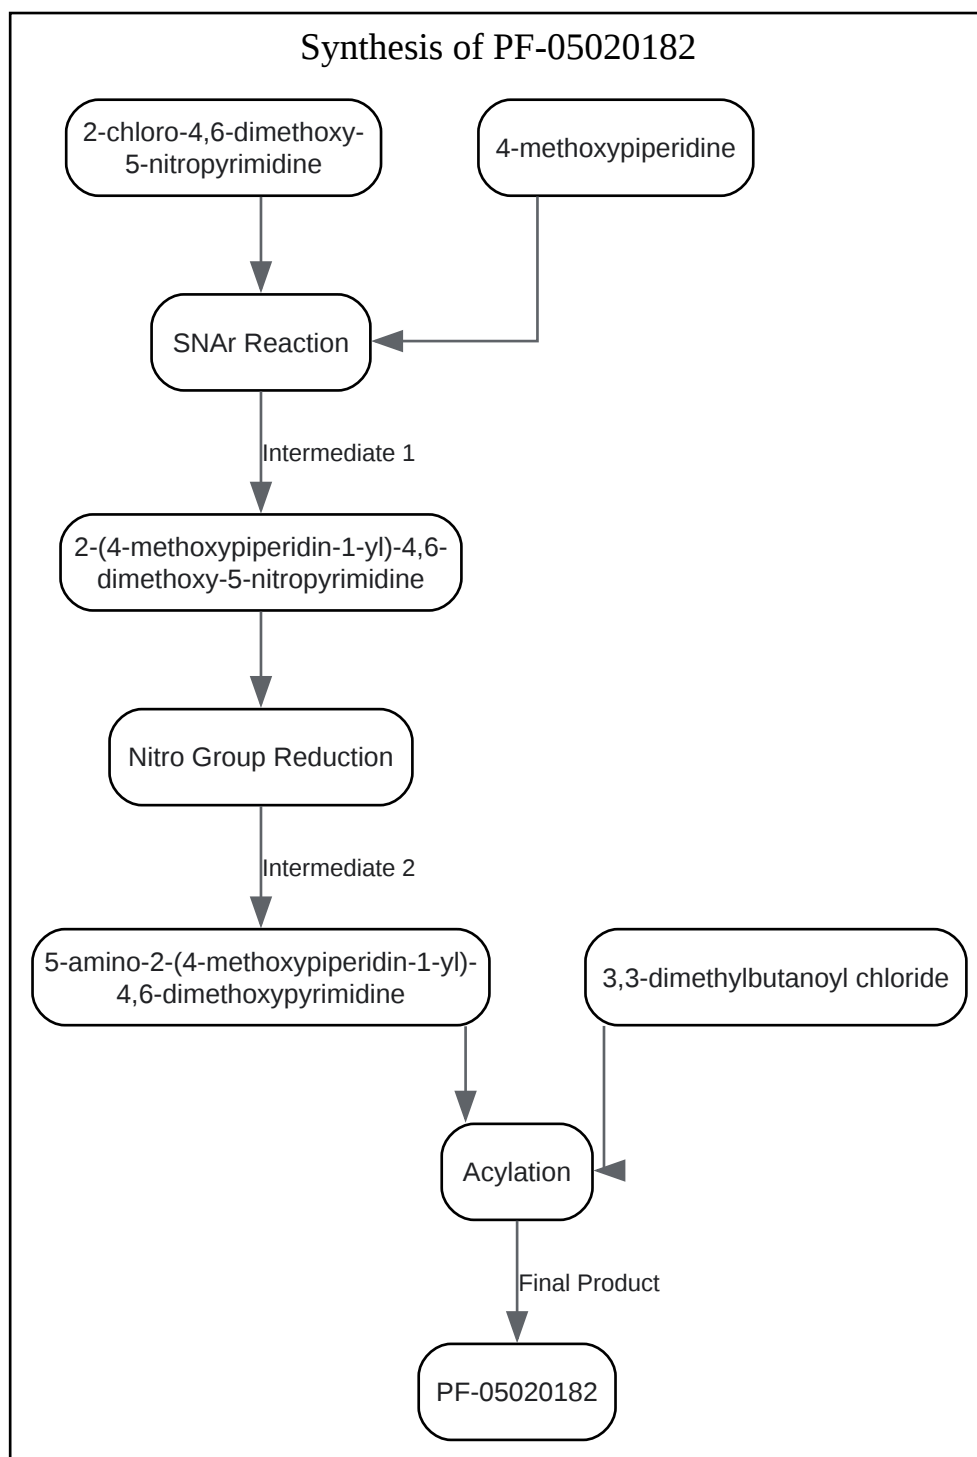 Synthesis of PF-05020182
2-chloro-4,6-dimethoxy-
5-nitropyrimidine
4-methoxypiperidine
SNAr Reaction
Intermediate 1
2-(4-methoxypiperidin-1-yl)-4,6-
dimethoxy-5-nitropyrimidine
Nitro Group Reduction
Intermediate 2
5-amino-2-(4-methoxypiperidin-1-yl)-
4,6-dimethoxypyrimidine
3,3-dimethylbutanoyl chloride
Acylation
Final Product
PF-05020182